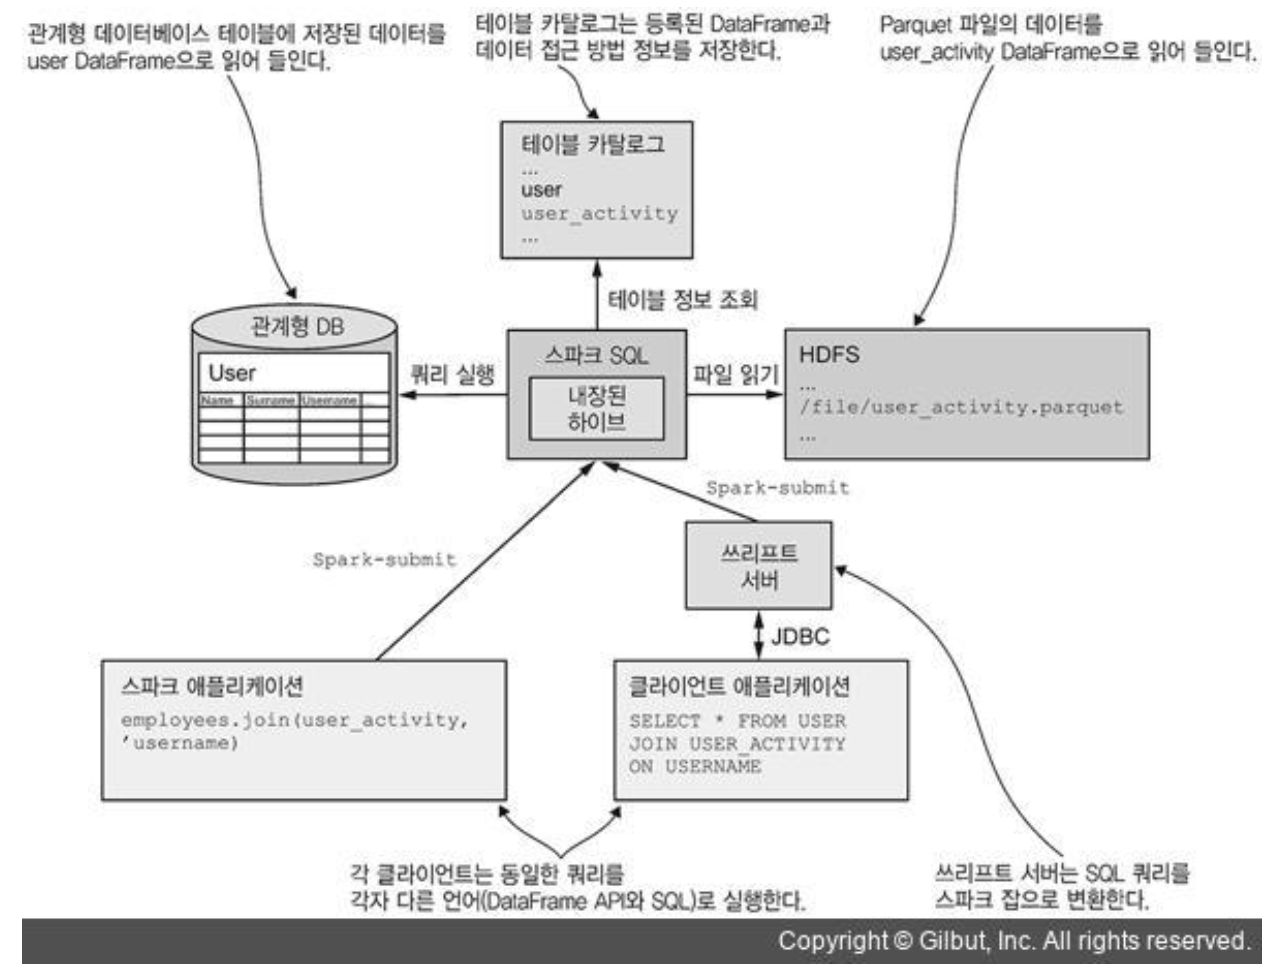 관계형 데이터베이스 테이블에 저장된 데이터를
user DataFrame으로 읽어 들인다.
테이블 카탈로그는 등록된 DataFrame과
데이터 접근 방법 정보를 저장한다.
Parquet 파일의 데이터를
user_activity DataFrame으로 읽어 들인다.
테이블 카탈로그
...
user
user_activity
...
테이블 정보 조회
관계형 DB
User
Name Surname Username ...
쿼리 실행
스파크 SQL
내장된
하이브
파일 읽기
HDFS
...
/file/user_activity.parquet
...
Spark-submit
Spark-submit
쓰리프트
서버
JDBC
스파크 애플리케이션
employees.join(user_activity,
'username)
클라이언트 애플리케이션
SELECT * FROM USER
JOIN USER_ACTIVITY
ON USERNAME
각 클라이언트는 동일한 쿼리를
각자 다른 언어(DataFrame API와 SQL)로 실행한다.
쓰리프트 서버는 SQL 쿼리를
스파크 잡으로 변환한다.
Copyright © Gilbut, Inc. All rights reserved.